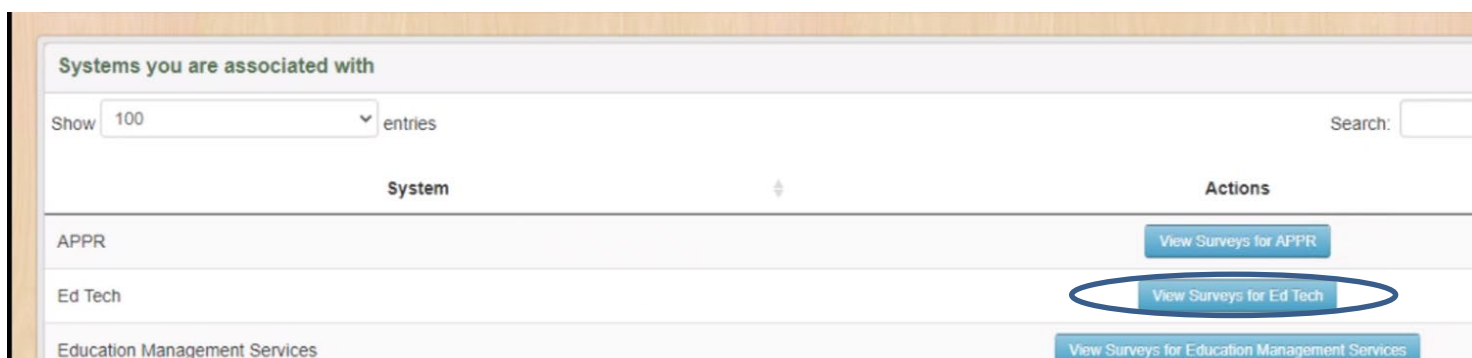 Systems you are associated with
Show 100 entries Search:
System Actions
APPR View Surveys for APPR
Ed Tech View Surveys for Ed Tech
Education Management Services View Surveys for Education Management Services